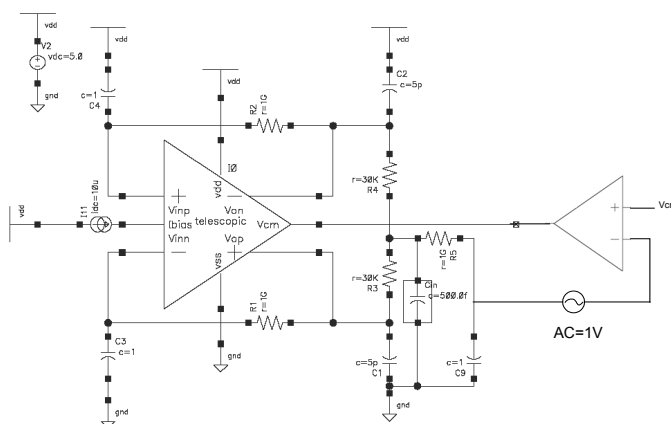 vdd
vdd
vdd
V2
vdc=5.0
gnd
c=1
C4
vdd
R2
r=1G
C2
c=5p
I0
vdd
Von
r=30K
R4
vdd
I11
idc=10u
Vinp
Ibias
Vinn
telescopic
Vcm
Vop
vss
r=1G
R5
Vcm
r=30K
R3
Cin
c=500.0f
AC=1V
R1
r=1G
C3
c=1
gnd
c=5p
C1
c=1
C9
gnd
gnd